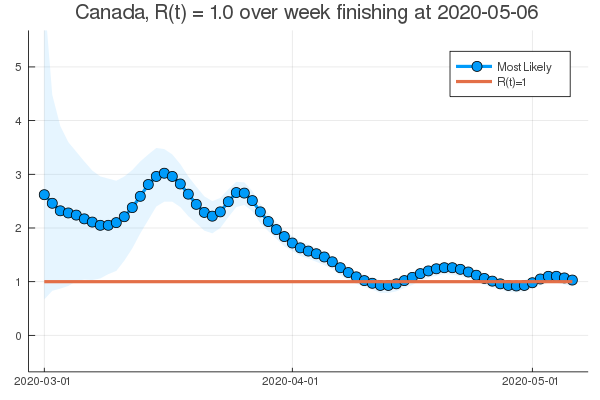 Canada, R(t) = 1.0 over week finishing at 2020-05-06
Most Likely
R(t)=1
5
4
3
2
1
0
2020-03-01 2020-04-01 2020-05-01